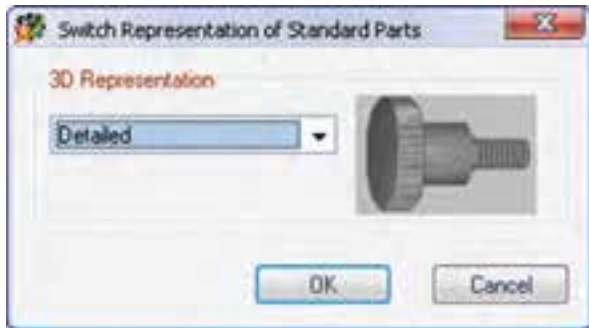 Switch Representation of Standard Parts
3D Representation
Detailed
OK
Cancel